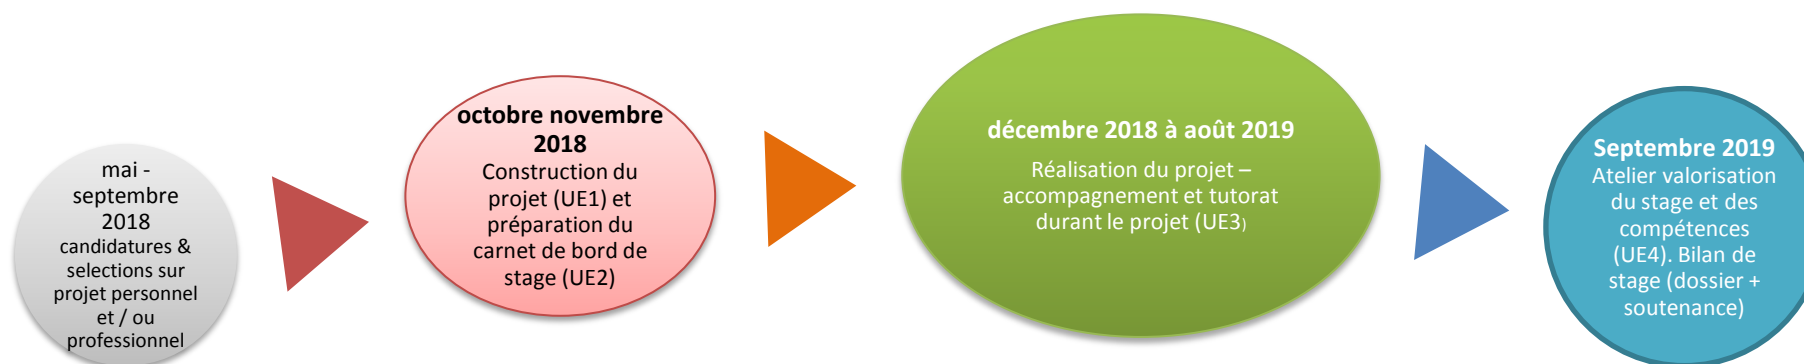 mai -
septembre
2018
candidatures &
selections sur
projet personnel
et / ou
professionnel
octobre novembre
2018
Construction du
projet (UE1) et
préparation du
carnet de bord de
stage (UE2)
décembre 2018 à août 2019
Réalisation du projet –
accompagnement et tutorat
durant le projet (UE3)
Septembre 2019
Atelier valorisation
du stage et des
compétences
(UE4). Bilan de
stage (dossier +
soutenance)